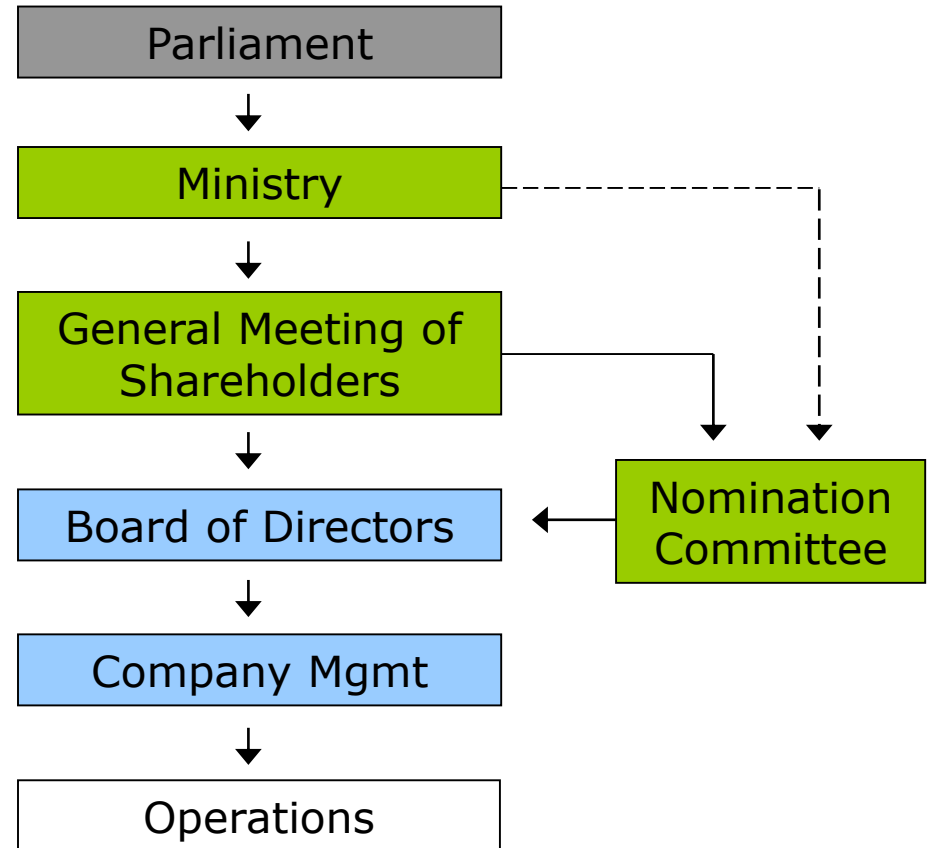 Parliament
Ministry
General Meeting of
Shareholders
Board of Directors
Nomination
Committee
Company Mgmt
Operations